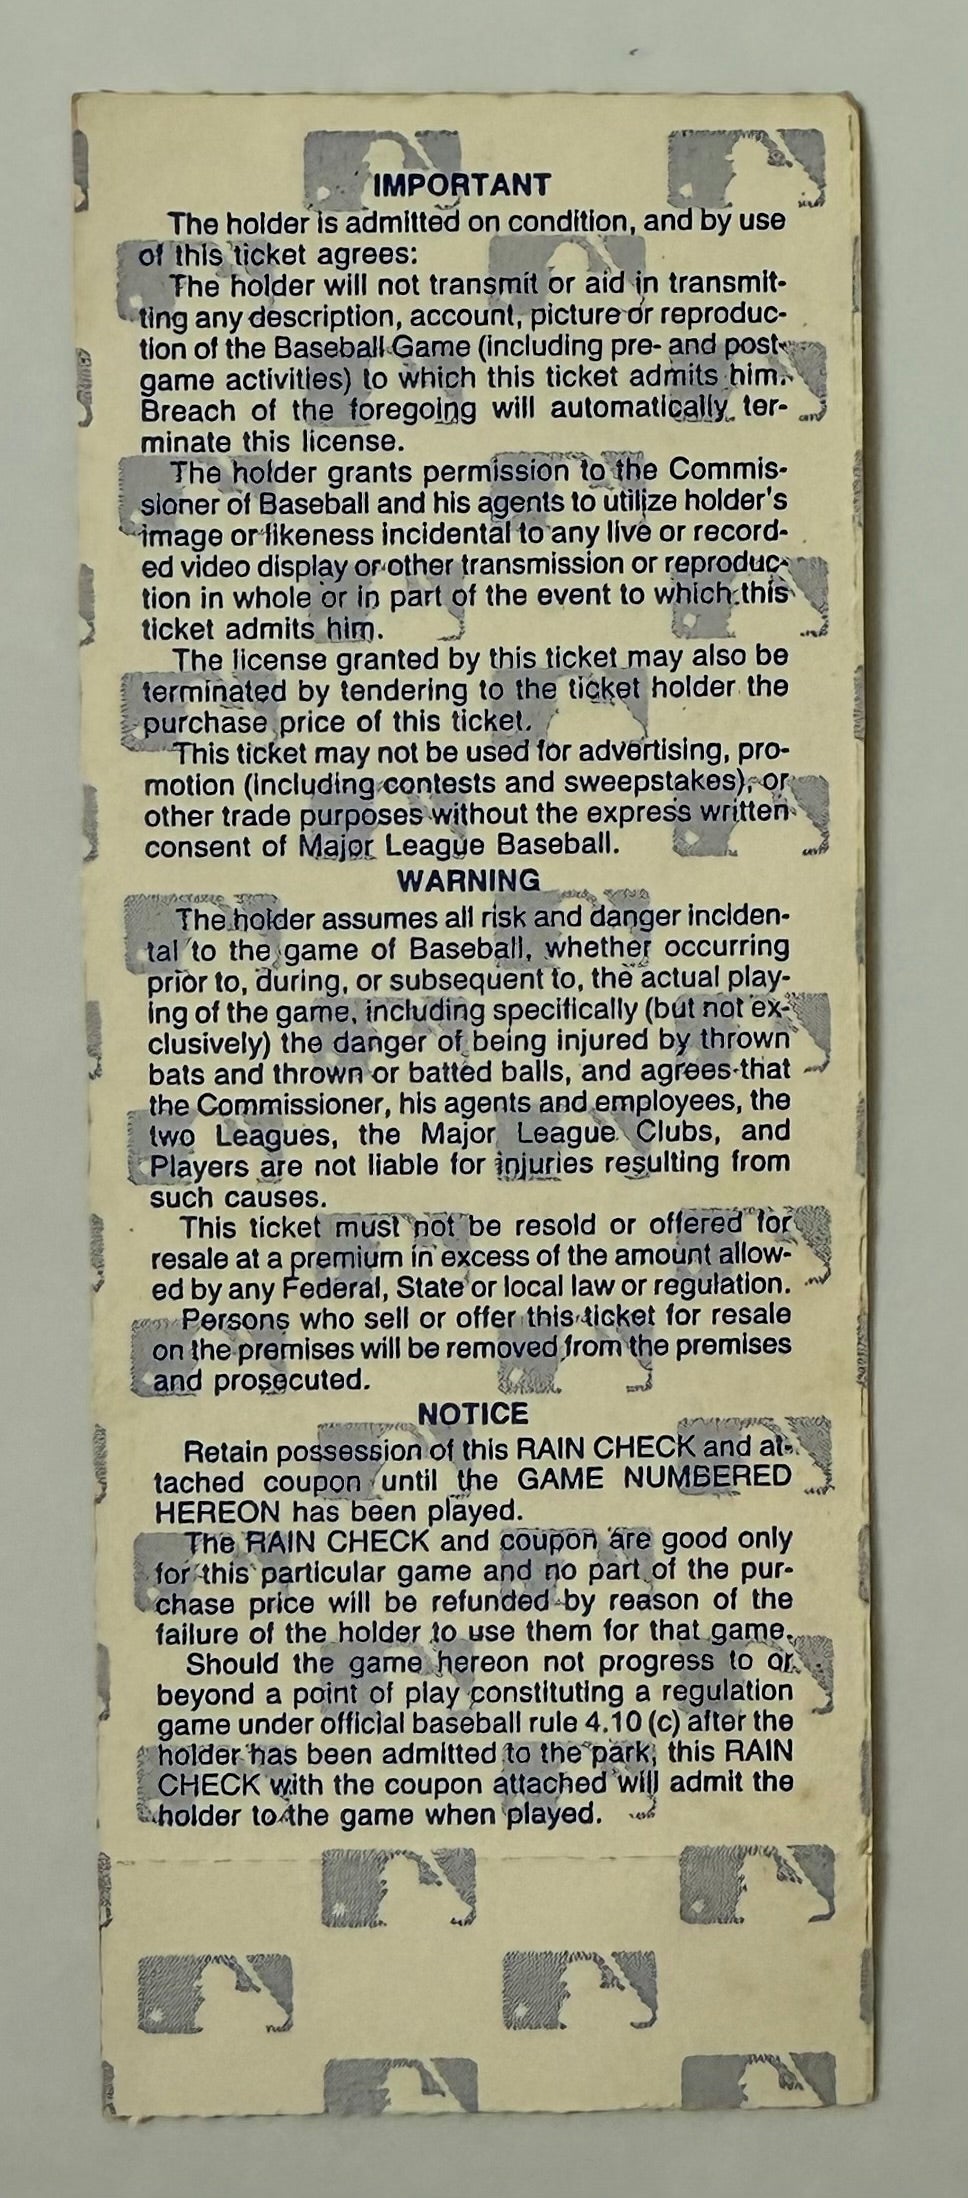 IMPORTANT
The holder is admitted on condition, and by use
of this ticket agrees:
The holder will not transmit or aid in transmit-
ting any description, account, picture or reproduc-
tion of the Baseball Game (including pre- and post-
game activities) to which this ticket admits him.
Breach of the foregoing will automatically ter-
minate this license.
The holder grants permission to the Commis-
sioner of Baseball and his agents to utilize holder's
image or likeness incidental to any live or record-
ed video display or other transmission or reproduc-
tion in whole or in part of the event to which this
ticket admits him.
The license granted by this ticket may also be
terminated by tendering to the ticket holder the
purchase price of this ticket.
This ticket may not be used for advertising, pro-
motion (including contests and sweepstakes), or
other trade purposes without the express written
consent of Major League Baseball.
WARNING
The holder assumes all risk and danger inciden-
tal to the game of Baseball, whether occurring
prior to, during, or subsequent to, the actual play-
ing of the game, including specifically (but not ex-
clusively) the danger of being injured by thrown
bats and thrown or batted balls, and agrees that
the Commissioner, his agents and employees, the
two Leagues, the Major League Clubs, and
Players are not liable for injuries resulting from
such causes.
This ticket must not be resold or offered for
resale at a premium in excess of the amount allow-
ed by any Federal, State or local law or regulation.
Persons who sell or offer this ticket for resale
on the premises will be removed from the premises
and prosecuted.
NOTICE
Retain possession of this RAIN CHECK and at-
tached coupon until the GAME NUMBERED
HEREON has been played.
The RAIN CHECK and coupon are good only
for this particular game and no part of the pur-
chase price will be refunded by reason of the
failure of the holder to use them for that game.
Should the game hereon not progress to or
beyond a point of play constituting a regulation
game under official baseball rule 4.10 (c) after the
holder has been admitted to the park, this RAIN
CHECK with the coupon attached will admit the
holder to the game when played.